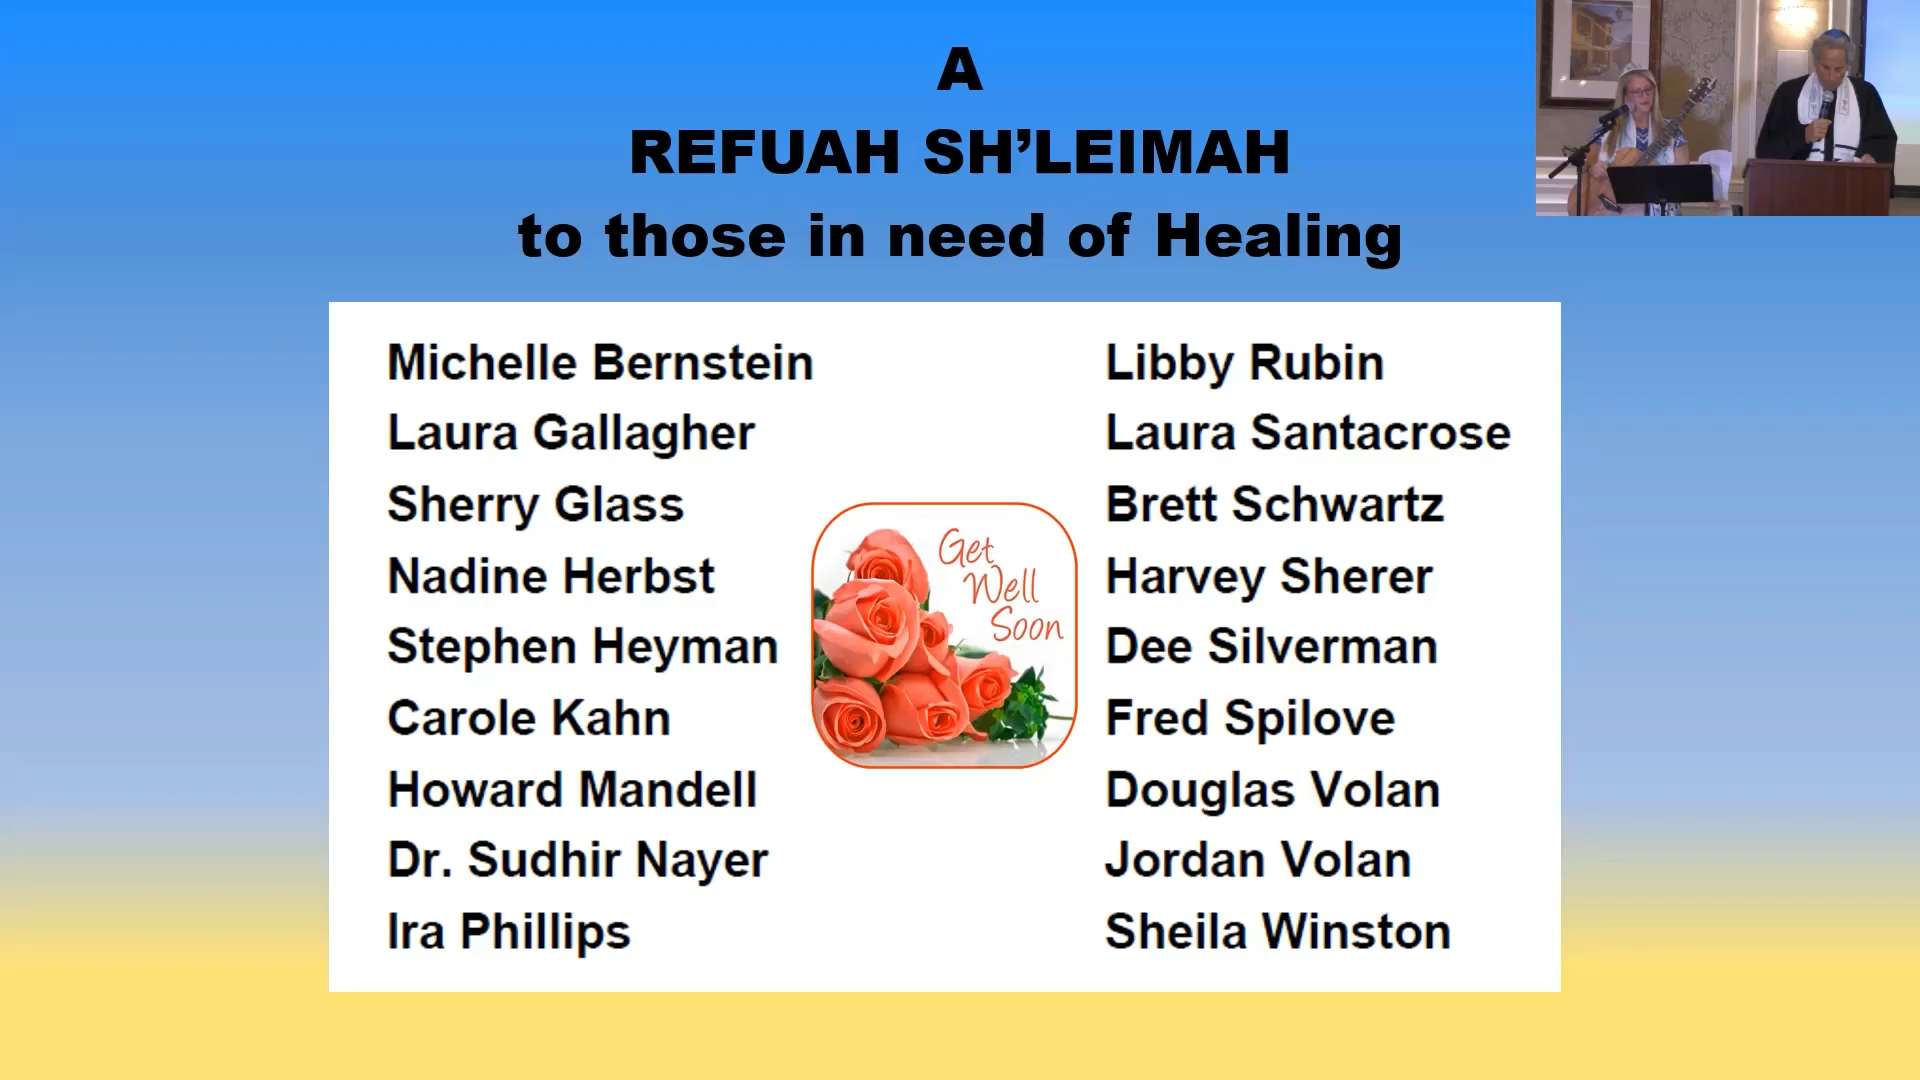 A
REFUAH SH’LEIMAH
to those in need of Healing
Michelle Bernstein
Laura Gallagher
Sherry Glass
Nadine Herbst
Stephen Heyman
Carole Kahn
Howard Mandell
Dr. Sudhir Nayer
Ira Phillips
Get
Well
Soon
Libby Rubin
Laura Santacrose
Brett Schwartz
Harvey Sherer
Dee Silverman
Fred Spilove
Douglas Volan
Jordan Volan
Sheila Winston